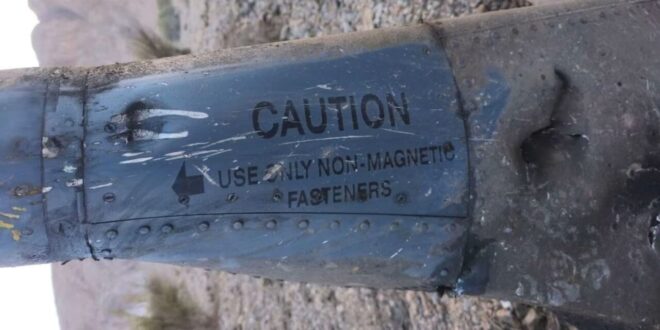 CAUTION
USE ONLY NON-MAGNETIC
FASTENERS